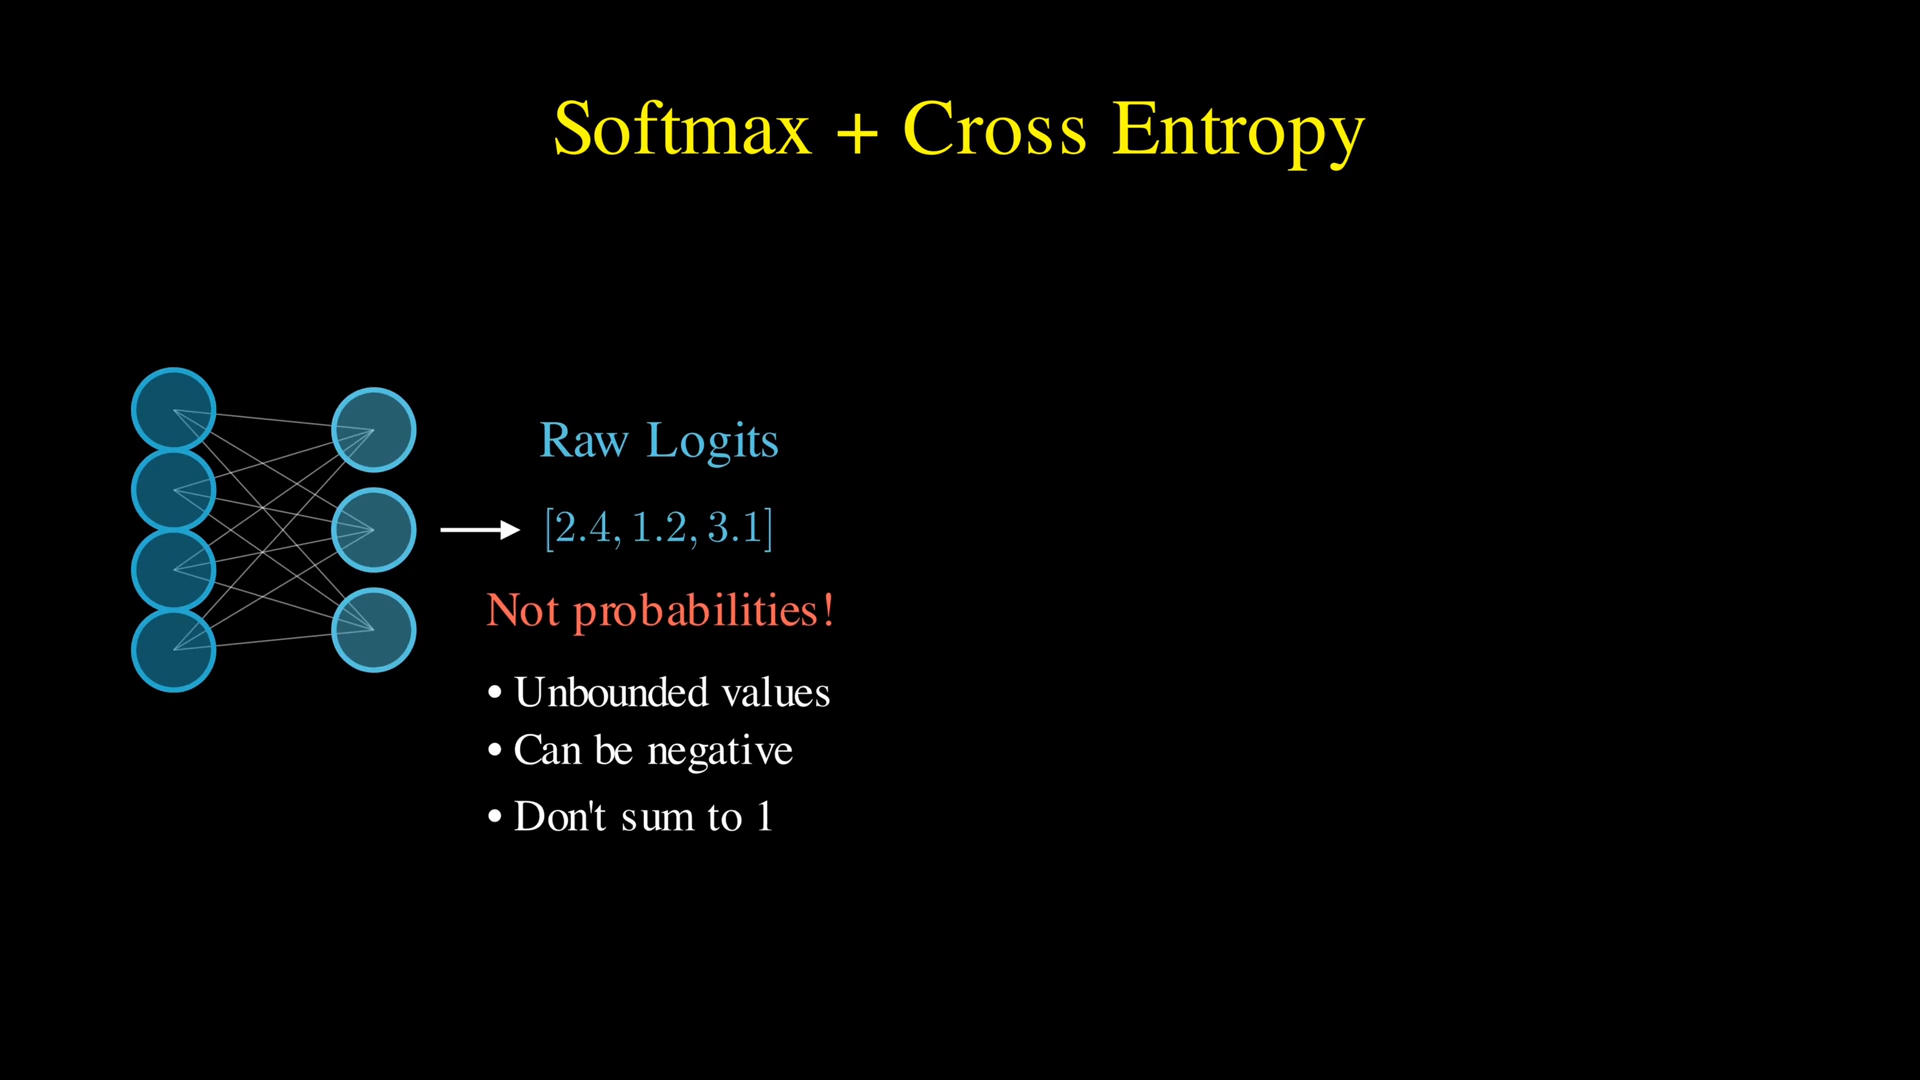 Softmax + Cross Entropy
Raw Logits
[2.4, 1.2, 3.1]
Not probabilities!
• Unbounded values
• Can be negative
• Don't sum to 1